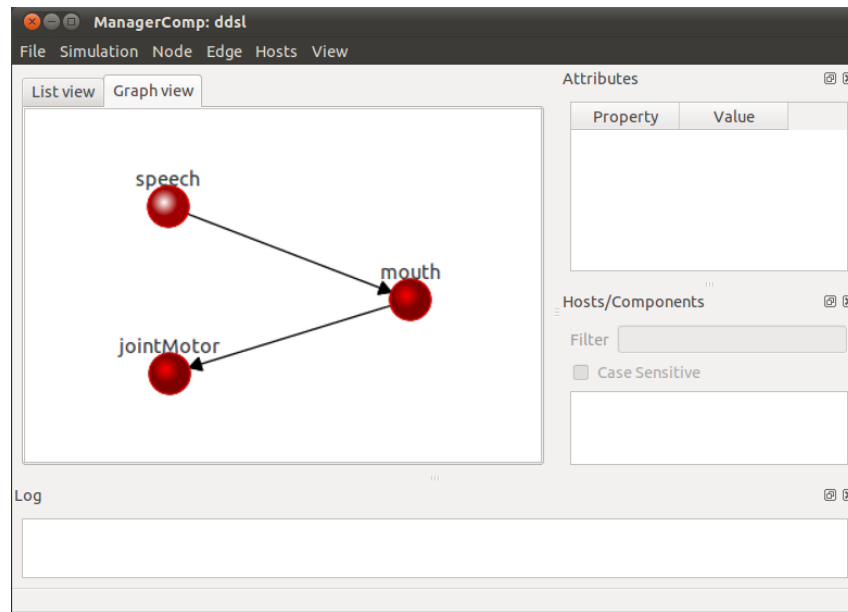 ManagerComp: ddsl
File Simulation Node Edge Hosts View
List view Graph view
speech
mouth
jointMotor
Attributes
Property Value
Hosts/Components
Filter
Case Sensitive
Log